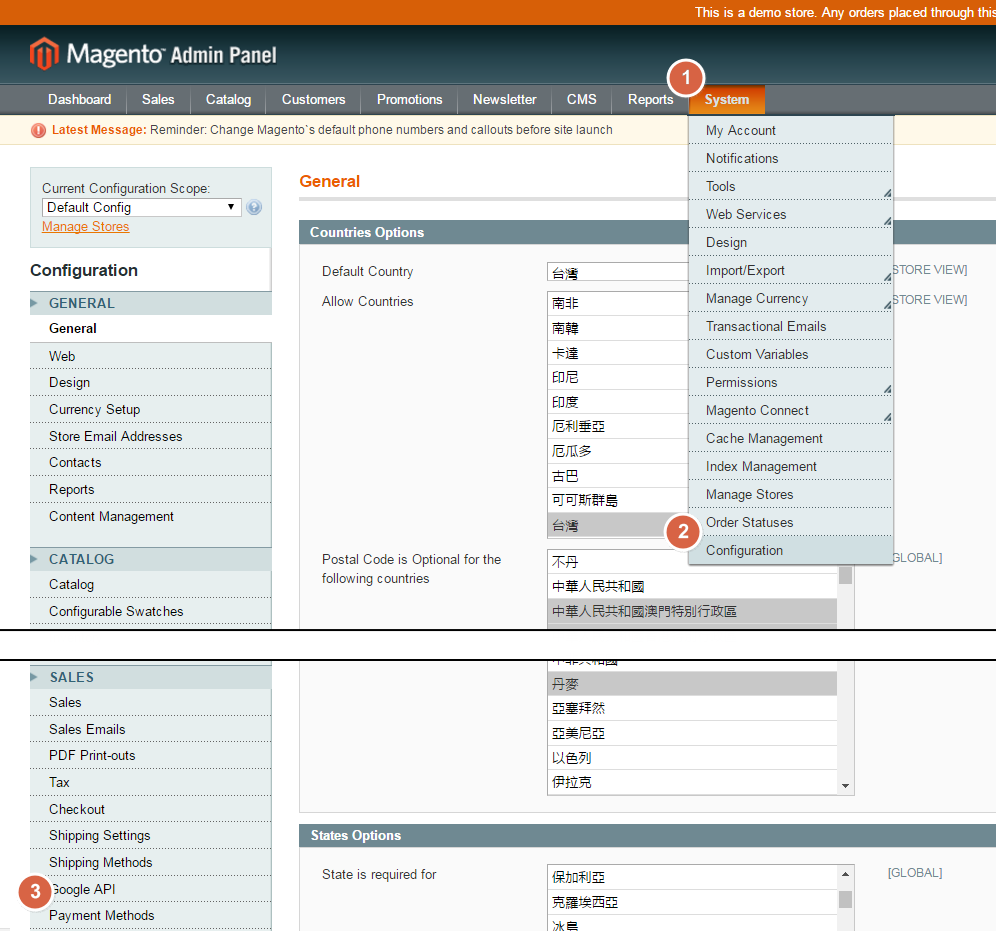 This is a demo store. Any orders placed through this
Magento Admin Panel
1
Dashboard Sales Catalog Customers Promotions Newsletter CMS Reports System
Latest Message: Reminder: Change Magento`s default phone numbers and callouts before site launch
My Account
Notifications
Tools
Web Services
Design
Import/Export
Manage Currency
Transactional Emails
Custom Variables
Permissions
Magento Connect
Cache Management
Index Management
Manage Stores
Order Statuses
2
Configuration
Current Configuration Scope:
Default Config
Manage Stores
Configuration
GENERAL
General
Web
Design
Currency Setup
Store Email Addresses
Contacts
Reports
Content Management
CATALOG
Catalog
Configurable Swatches
General
Countries Options
Default Country 台灣 STORE VIEW]
Allow Countries STORE VIEW]
南非
南韓
卡達
印尼
印度
厄利垂亞
厄瓜多
古巴
可可斯群島
台灣
Postal Code is Optional for the
following countries
GLOBAL]
不丹
中華人民共和國
中華人民共和國澳門特別行政區
SALES
Sales
Sales Emails
PDF Print-outs
Tax
Checkout
Shipping Settings
Shipping Methods
3
Google API
Payment Methods
丹麥
亞塞拜然
亞美尼亞
以色列
伊拉克
States Options
State is required for [GLOBAL]
保加利亞
克羅埃西亞
冰島